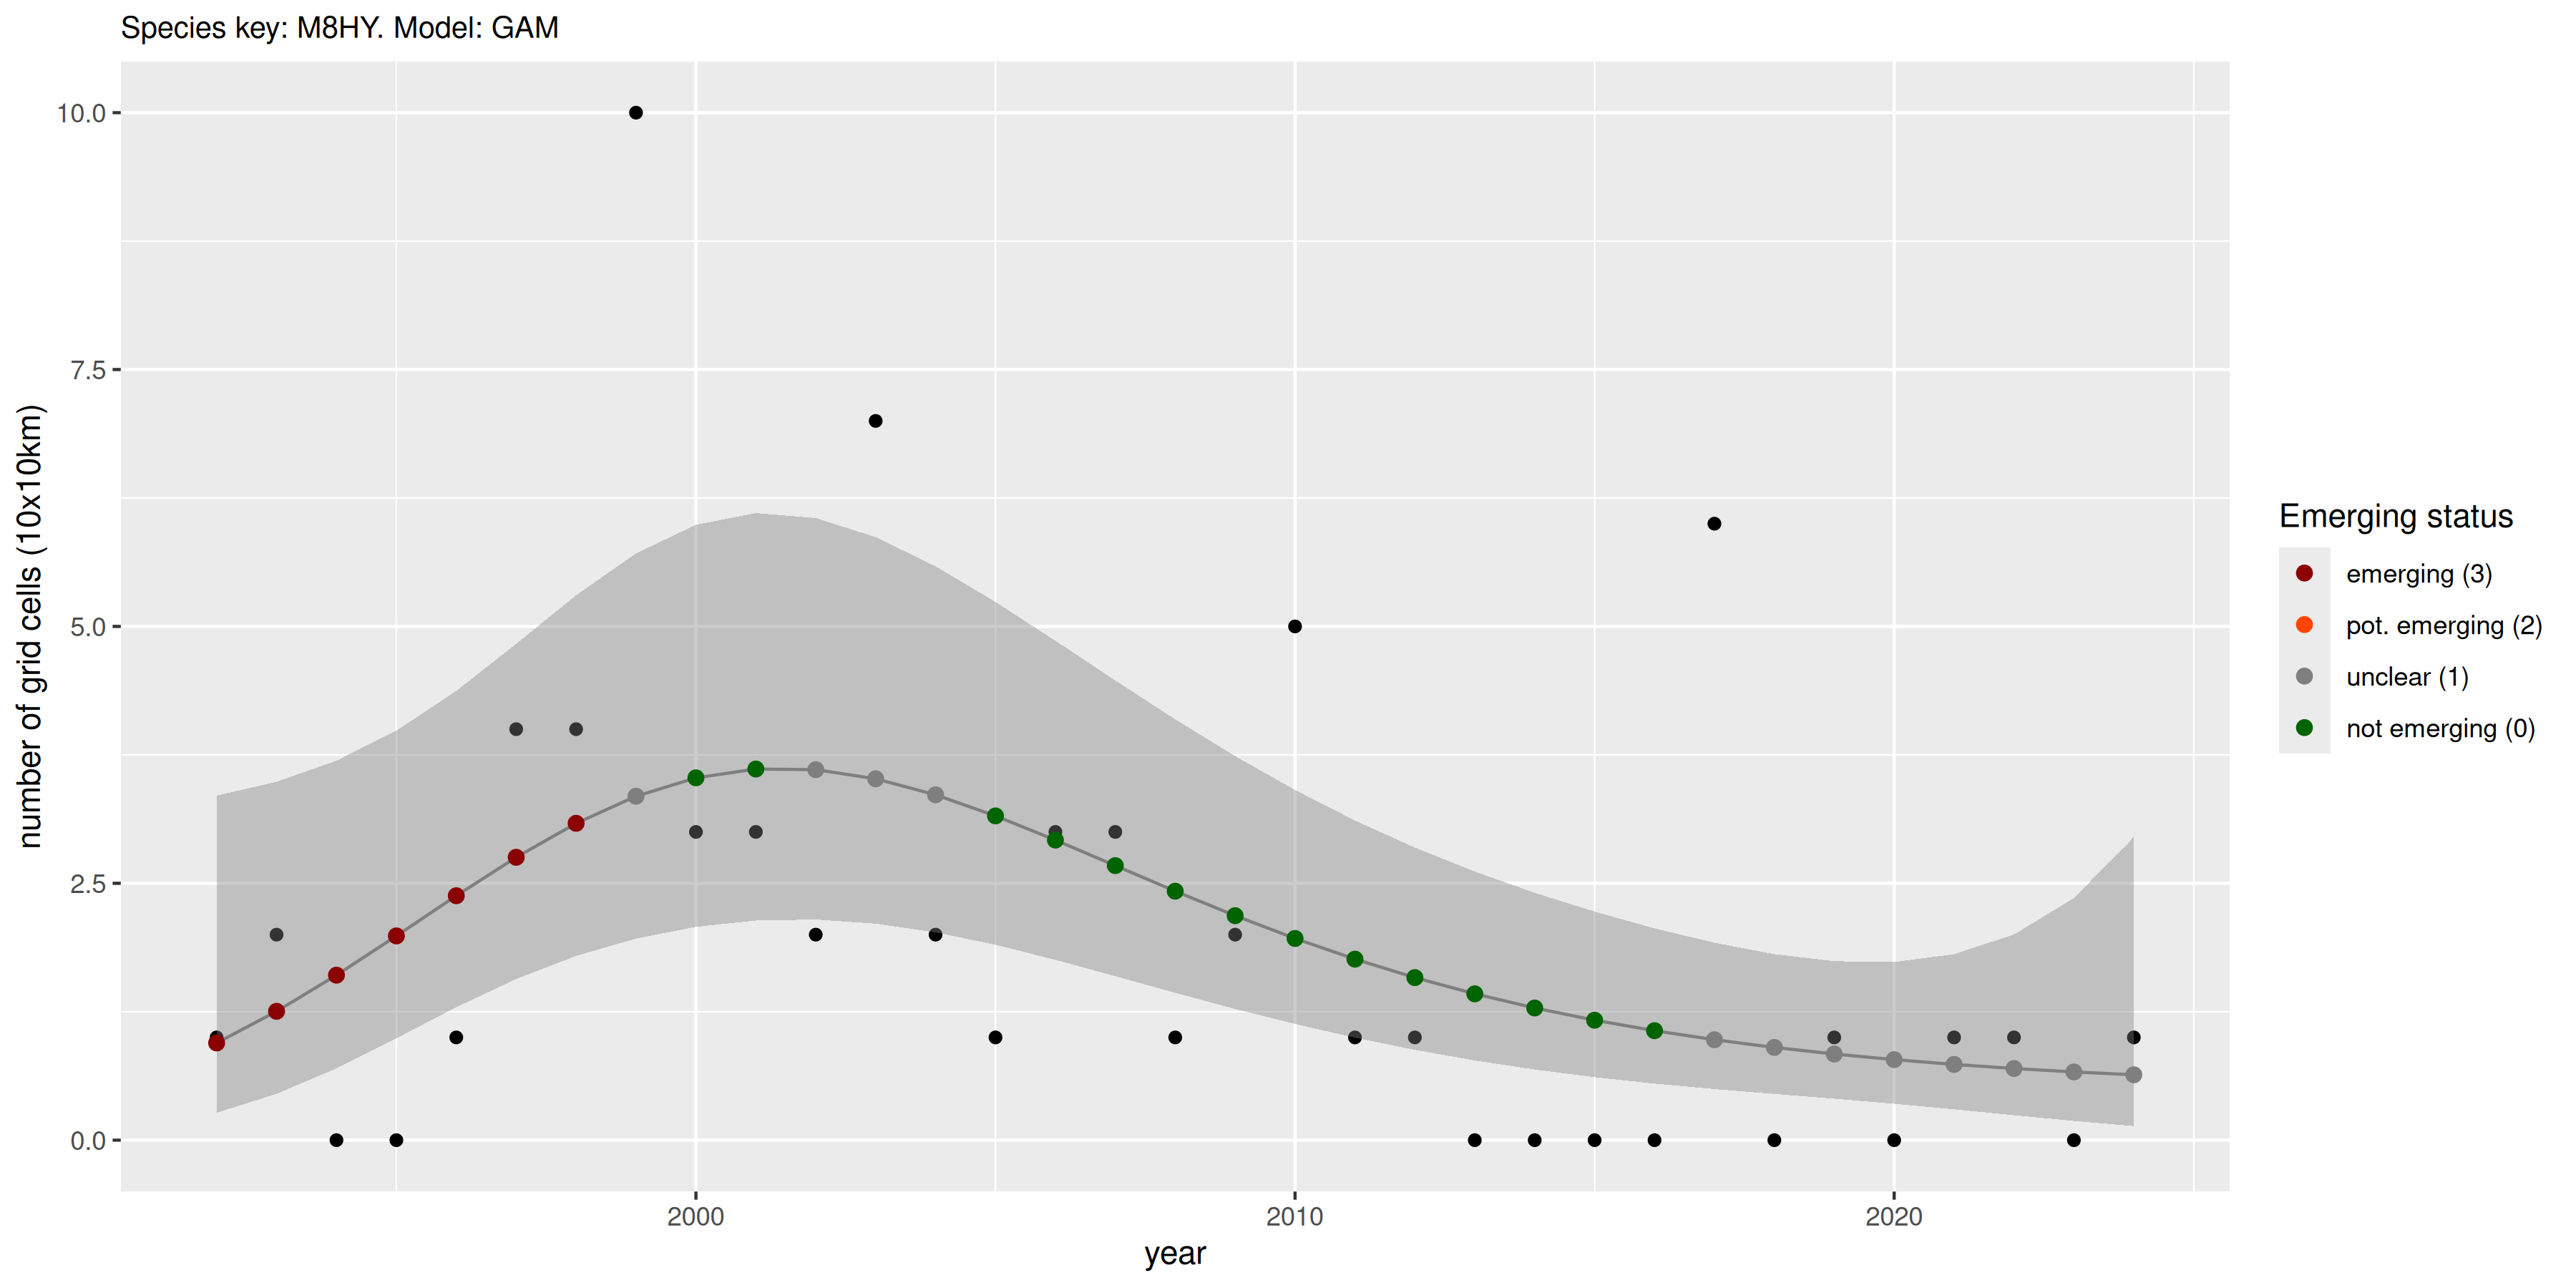 Species key: M8HY. Model: GAM
10.0
7.5
5.0
2.5
0.0
number of grid cells (10x10km)
2000
2010
2020
year
Emerging status
emerging (3)
pot. emerging (2)
unclear (1)
not emerging (0)